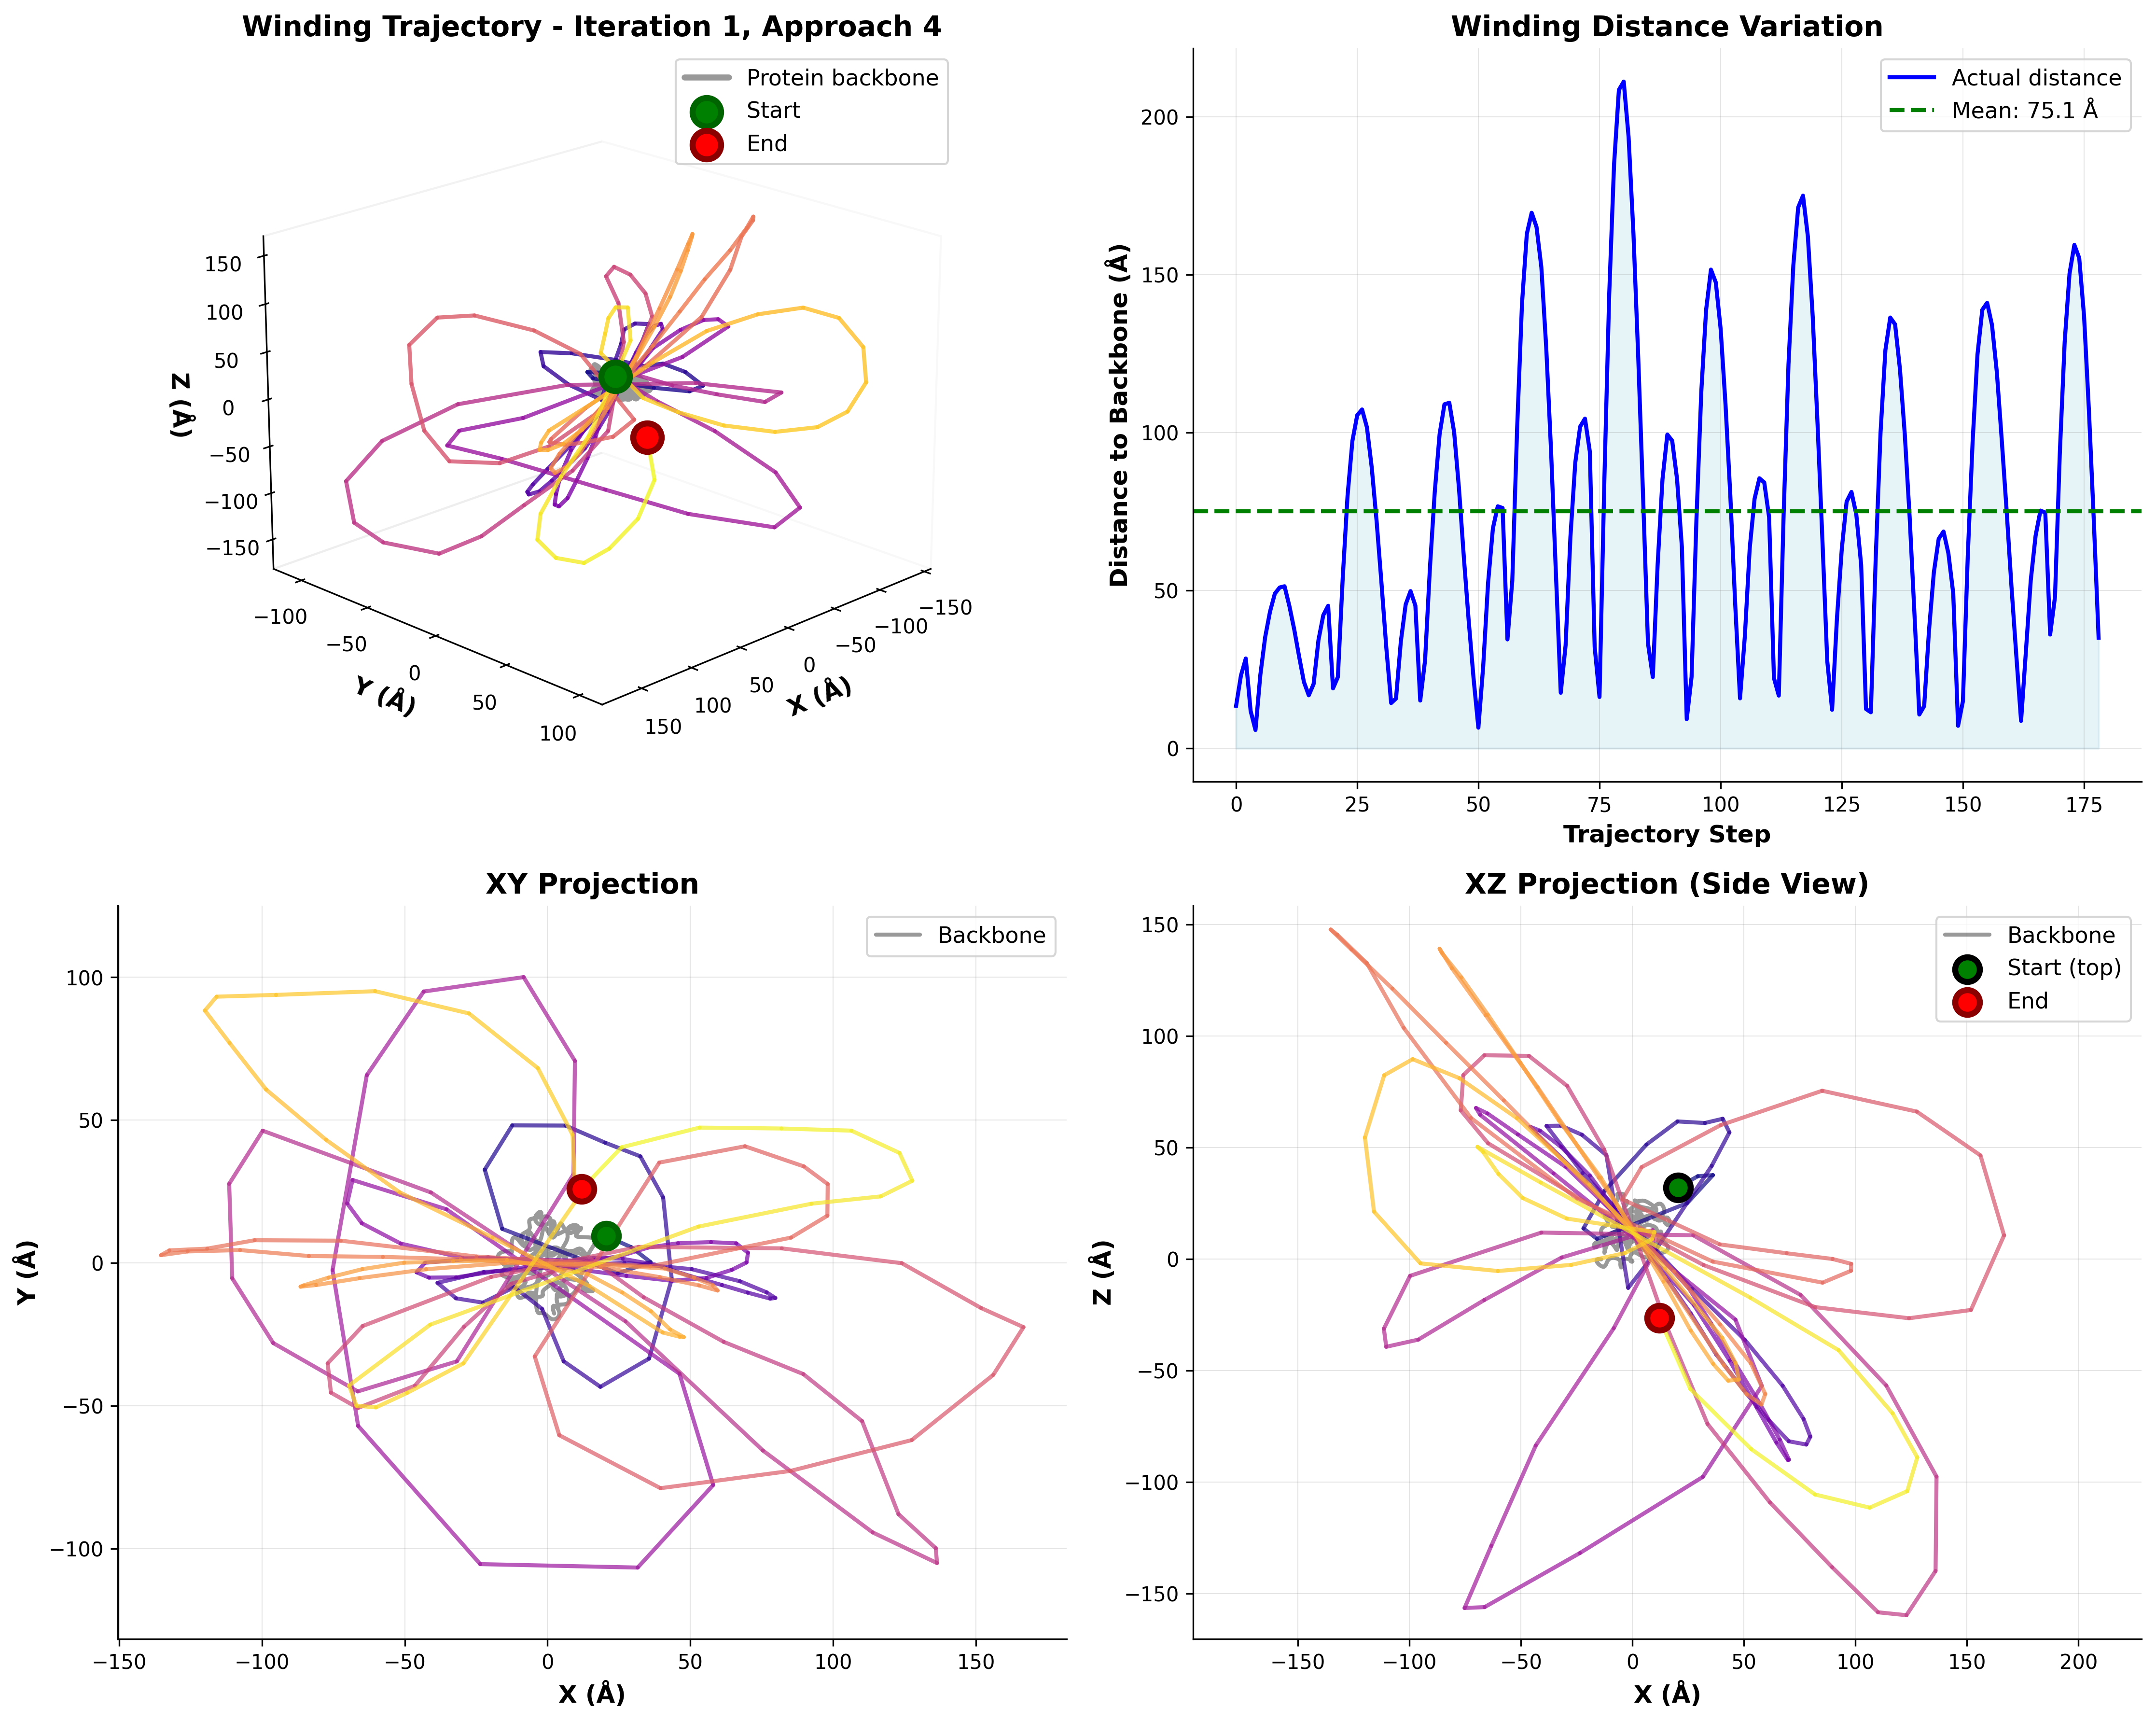 Winding Trajectory - Iteration 1, Approach 4
Protein backbone
Start
End
150
100
50
0
−50
−100
−150
Z (Å)
−100
−50
0
50
100
Y (Å)
150
100
50
0
−50
−100
−150
X (Å)
Winding Distance Variation
Actual distance
Mean: 75.1 Å
200
150
100
50
0
Distance to Backbone (Å)
0 25 50 75 100 125 150 175
Trajectory Step
XY Projection
Backbone
100
50
0
−50
−100
Y (Å)
−150 −100 −50 0 50 100 150
X (Å)
XZ Projection (Side View)
Backbone
Start (top)
End
150
100
50
0
−50
−100
−150
Z (Å)
−150 −100 −50 0 50 100 150 200
X (Å)